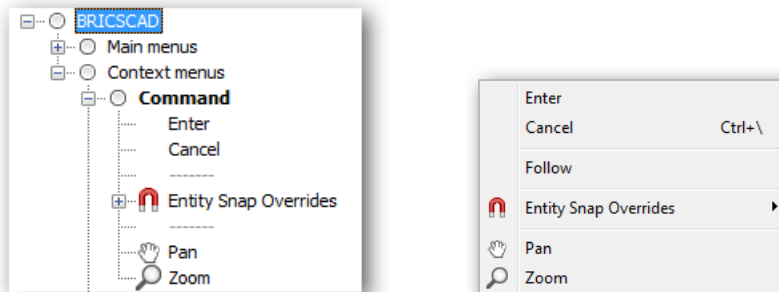 BRICSCAD
Main menus
Context menus
Command
Enter
Cancel
-------
Entity Snap Overrides
-------
Pan
Zoom
Enter
Cancel Ctrl+\
Follow
Entity Snap Overrides
Pan
Zoom